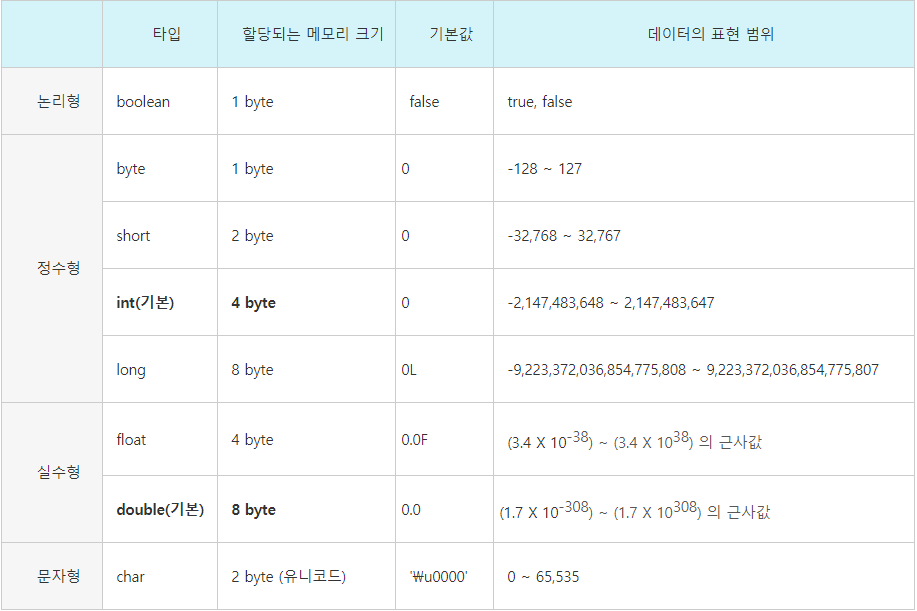 타입 할당되는 메모리 크기 기본값 데이터의 표현 범위
논리형 boolean 1 byte false true, false
정수형 byte 1 byte 0 -128 ~ 127
short 2 byte 0 -32,768 ~ 32,767
int(기본) 4 byte 0 -2,147,483,648 ~ 2,147,483,647
long 8 byte 0L -9,223,372,036,854,775,808 ~ 9,223,372,036,854,775,807
실수형 float 4 byte 0.0F (3.4 X 10⁻³⁸) ~ (3.4 X 10³⁸) 의 근사값
double(기본) 8 byte 0.0 (1.7 X 10⁻³⁰⁸) ~ (1.7 X 10³⁰⁸) 의 근사값
문자형 char 2 byte (유니코드) '₩u0000' 0 ~ 65,535